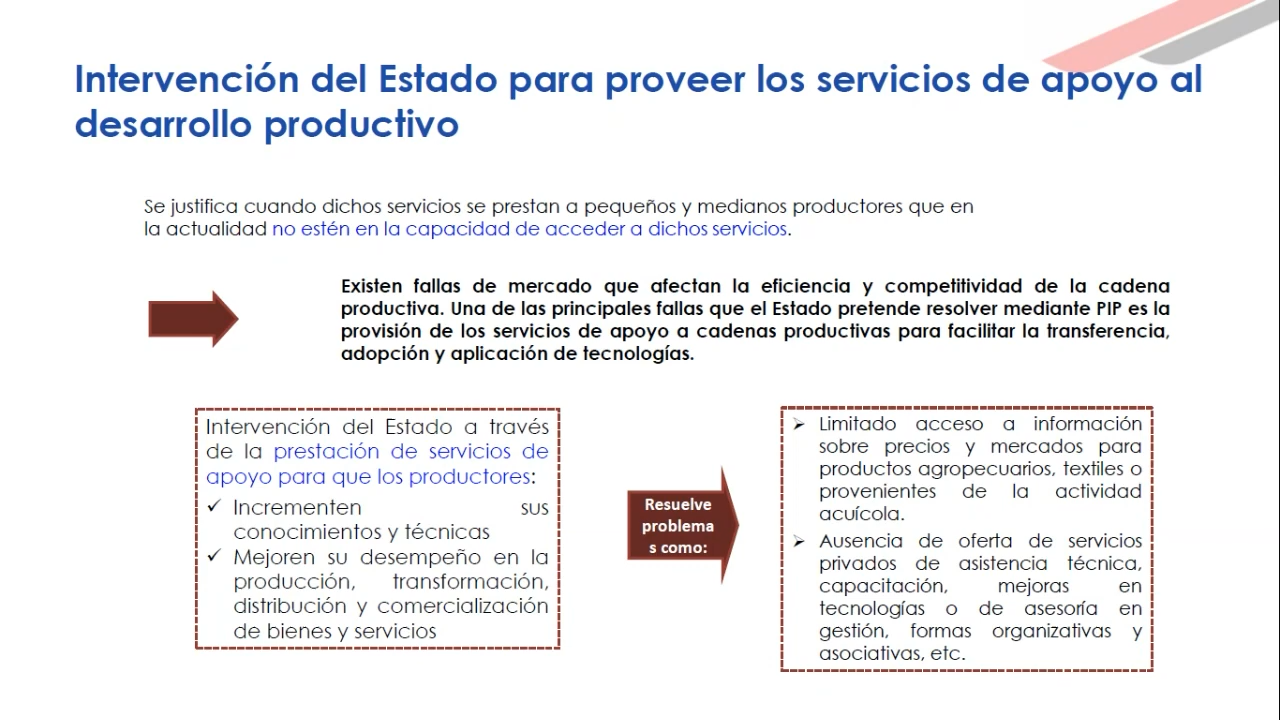 Intervención del Estado para proveer los servicios de apoyo al
desarrollo productivo
Se justifica cuando dichos servicios se prestan a pequeños y medianos productores que en
la actualidad no estén en la capacidad de acceder a dichos servicios.
Existen fallas de mercado que afectan la eficiencia y competitividad de la cadena
productiva. Una de las principales fallas que el Estado pretende resolver mediante PIP es la
provisión de los servicios de apoyo a cadenas productivas para facilitar la transferencia,
adopción y aplicación de tecnologías.
Intervención del Estado a través
de la prestación de servicios de
apoyo para que los productores:
✓ Incrementen sus
conocimientos y técnicas
✓ Mejoren su desempeño en la
producción, transformación,
distribución y comercialización
de bienes y servicios
Resuelve
problema
s como:
➢ Limitado acceso a información
sobre precios y mercados para
productos agropecuarios, textiles o
provenientes de la actividad
acuícola.
➢ Ausencia de oferta de servicios
privados de asistencia técnica,
capacitación, mejoras en
tecnologías o de asesoría en
gestión, formas organizativas y
asociativas, etc.